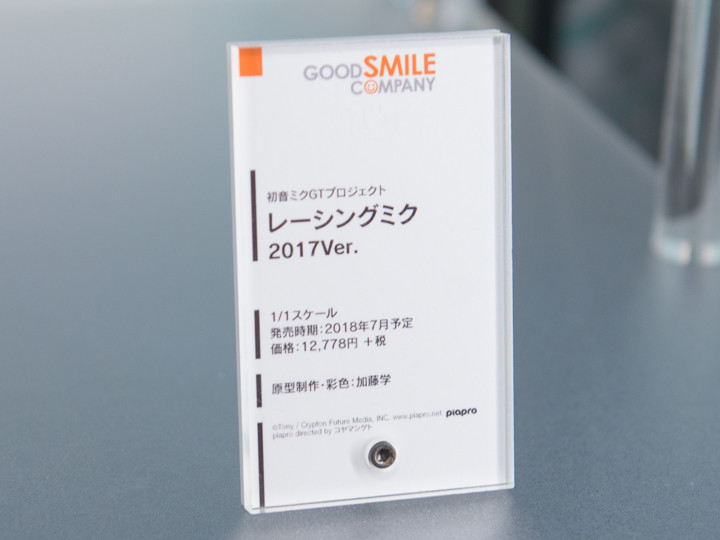 GOOD SMILE
COMPANY
初音ミクGTプロジェクト
レーシングミク
2017Ver.
1/1スケール
発売時期：2018年7月予定
価格：12,778円 +税
原型制作・彩色：加藤学
©Tony / Crypton Future Media, INC. www.piapro.net piapro
piapro directed by コヤマシゲト